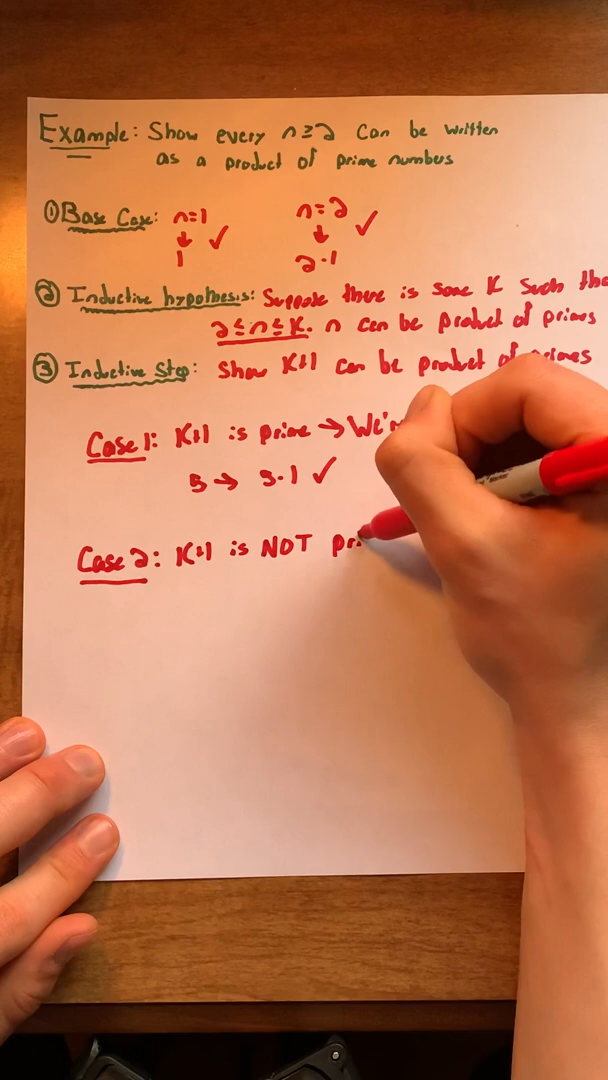 Example: Show every n≥2 can be written
as a product of prime numbers
① Base Case: n=1 ↓ 1 ✓ n=2 ↓ 2·1 ✓
② Inductive hypothesis: Suppose there is some K such tha
2≤n≤K. n can be product of primes
③ Inductive Step: Show K+1 can be product of primes
Case 1: K+1 is prime → We'r
5 → 5·1 ✓
Case 2: K+1 is NOT pri